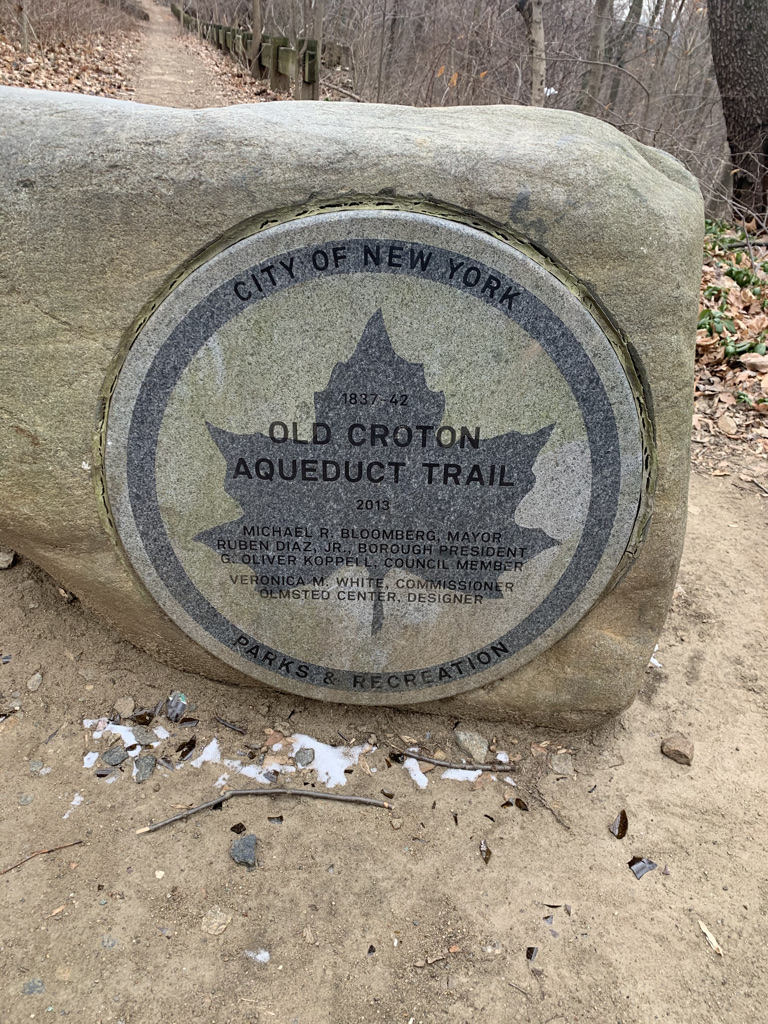 CITY OF NEW YORK
1837-42
OLD CROTON
AQUEDUCT TRAIL
2013
MICHAEL R. BLOOMBERG, MAYOR
RUBEN DIAZ, JR., BOROUGH PRESIDENT
G. OLIVER KOPPELL, COUNCIL MEMBER
VERONICA M. WHITE, COMMISSIONER
OLMSTED CENTER, DESIGNER
PARKS & RECREATION